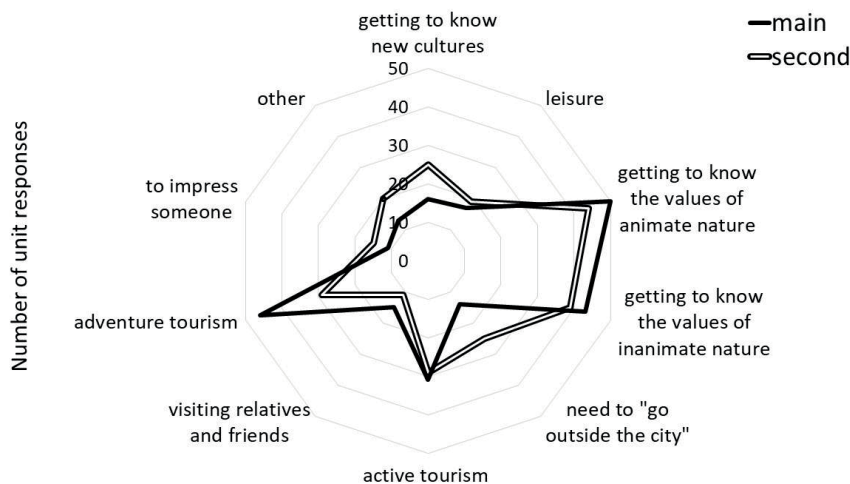 getting to know
new cultures
main
second
50
40
30
20
10
0
other
leisure
to impress
someone
getting to know
the values of
animate nature
Number of unit responses
adventure tourism
getting to know
the values of
inanimate nature
visiting relatives
and friends
need to "go
outside the city"
active tourism